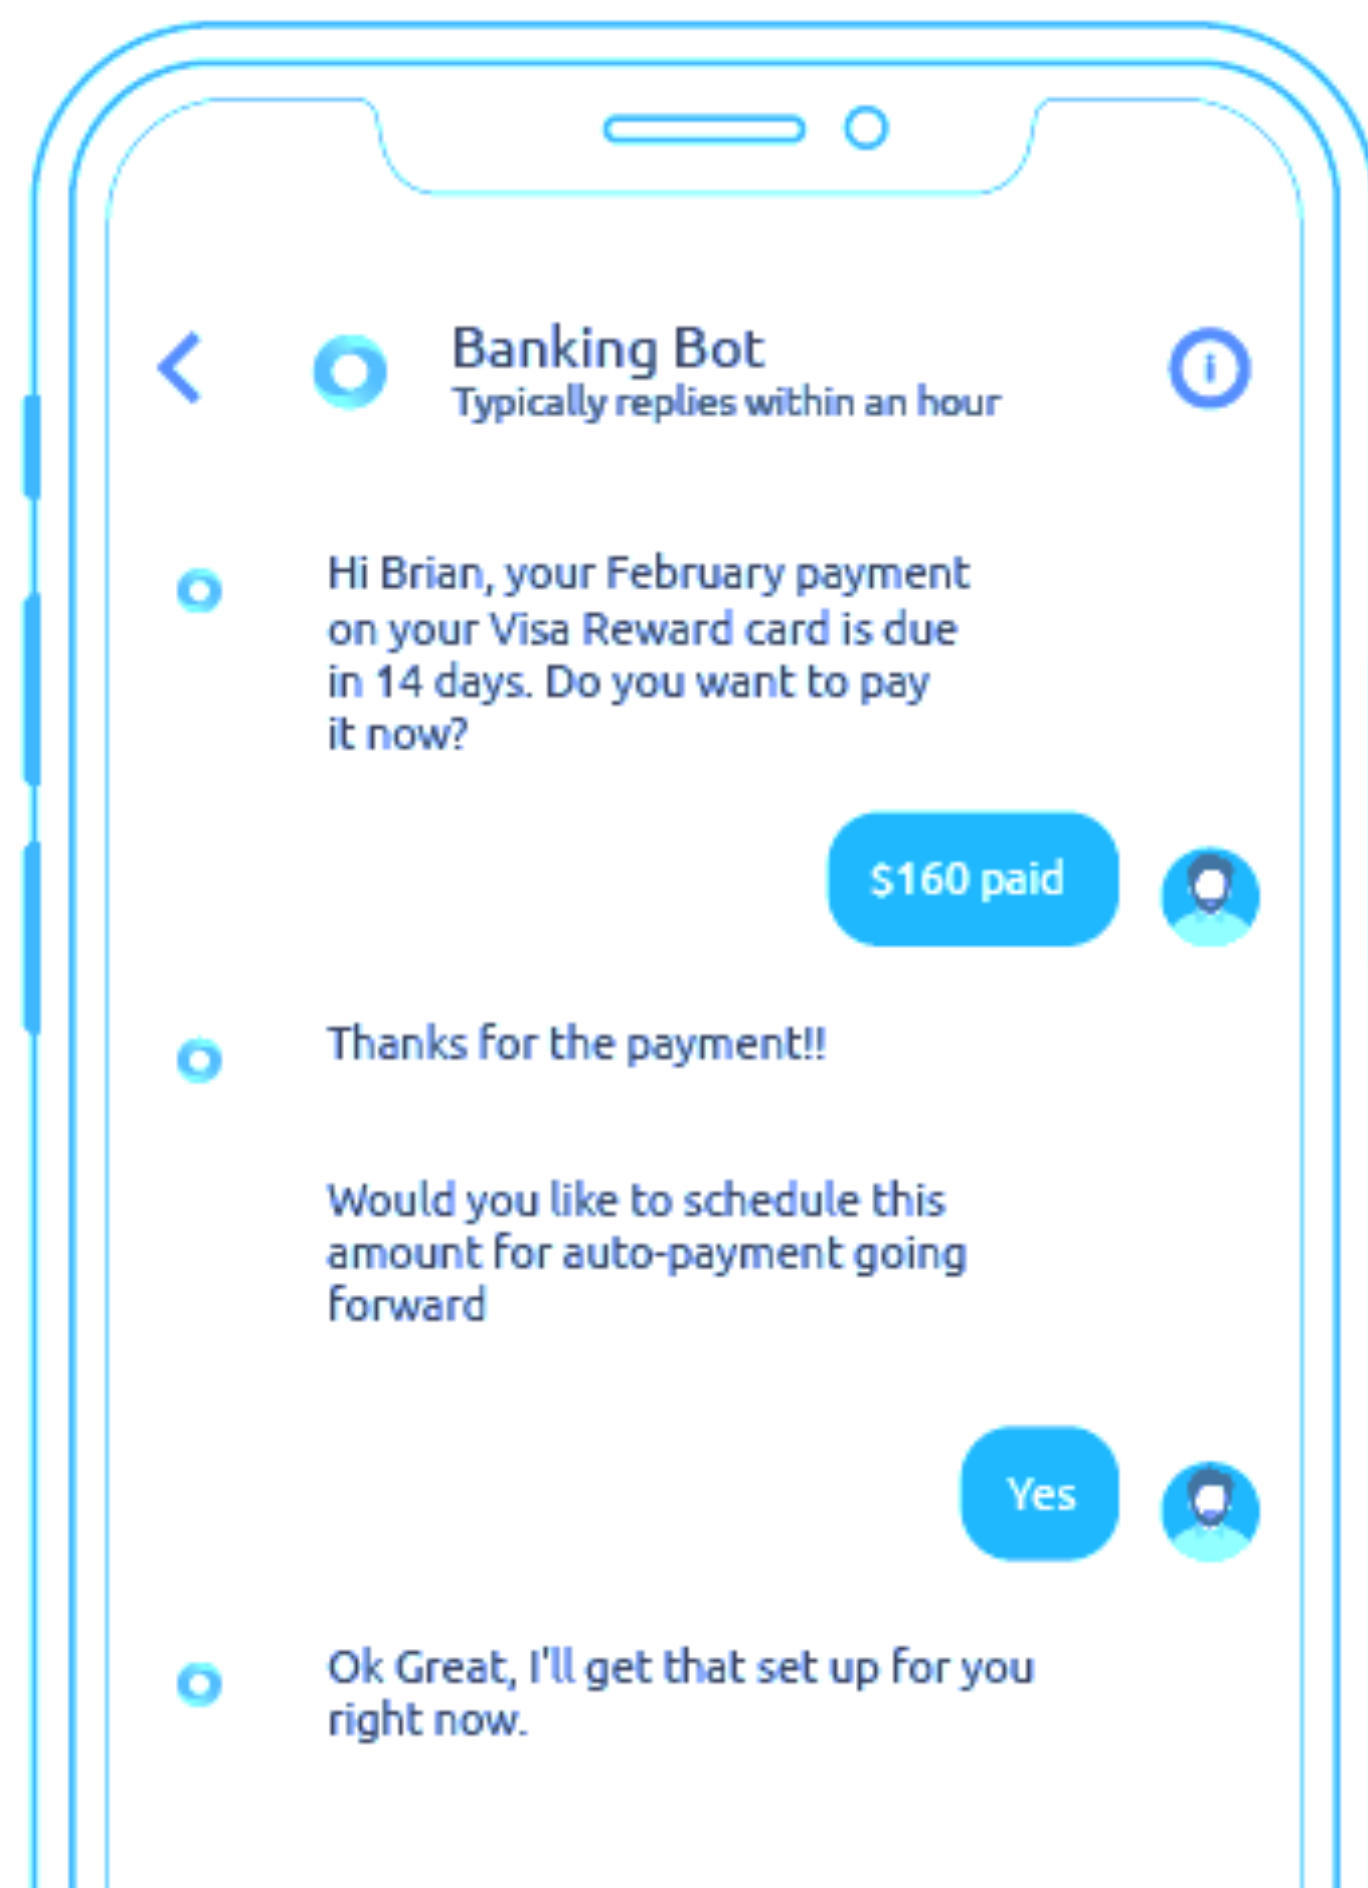 Banking Bot
Typically replies within an hour
Hi Brian, your February payment
on your Visa Reward card is due
in 14 days. Do you want to pay
it now?
$160 paid
Thanks for the payment!!
Would you like to schedule this
amount for auto-payment going
forward
Yes
Ok Great, I'll get that set up for you
right now.